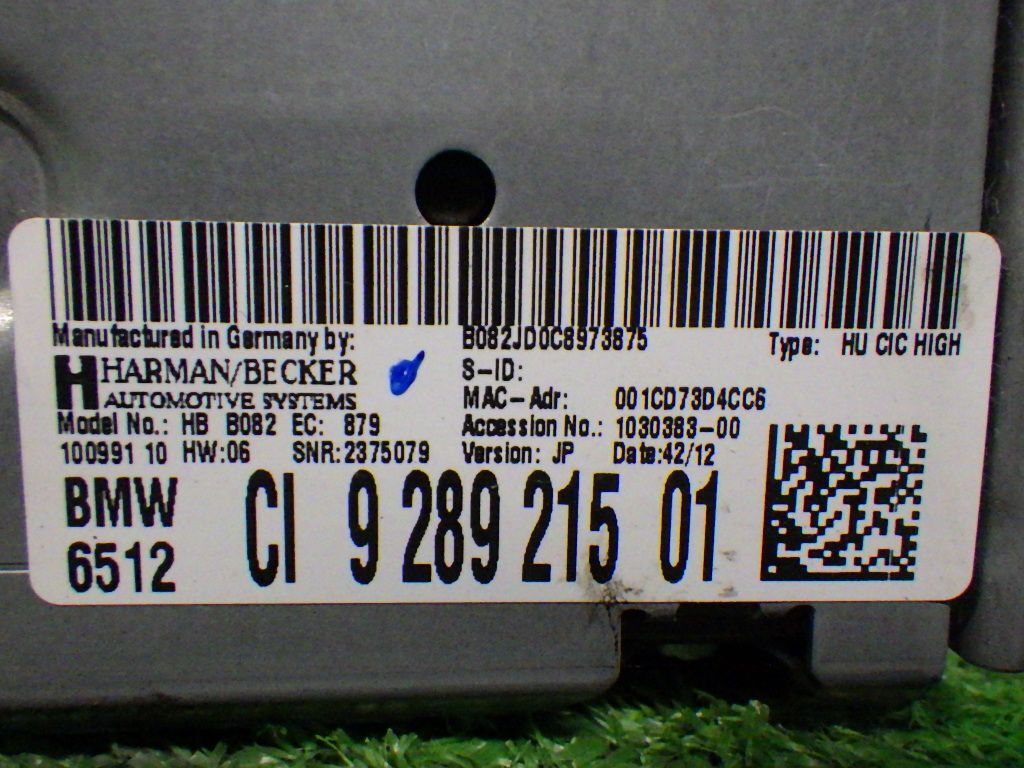 Manufactured in Germany by:
HARMAN/BECKER
AUTOMOTIVE SYSTEMS
Model No.: HB B082 EC: 879
100991 10 HW:06 SNR:2375079
B082JD0C8973875
S-ID:
MAC-Adr: 001CD73D4CC6
Accession No.: 1030383-00
Version: JP Date:42/12
Type: HU CIC HIGH
BMW
6512
CI 9 289 215 01